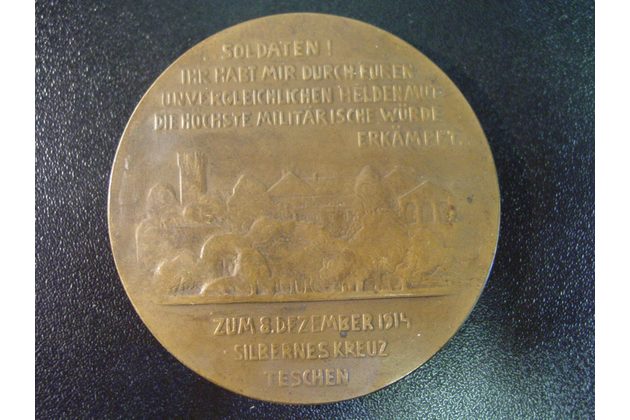 SOLDATEN!
IHR HABT MIR DURCH EUREN
UNVERGLEICHLICHEN HELDENMUT
DIE HÖCHSTE MILITÄRISCHE WÜRDE
ERKÄMPFT.
ZUM 8. DEZEMBER 1914
SILBERNES KREUZ
TESCHEN